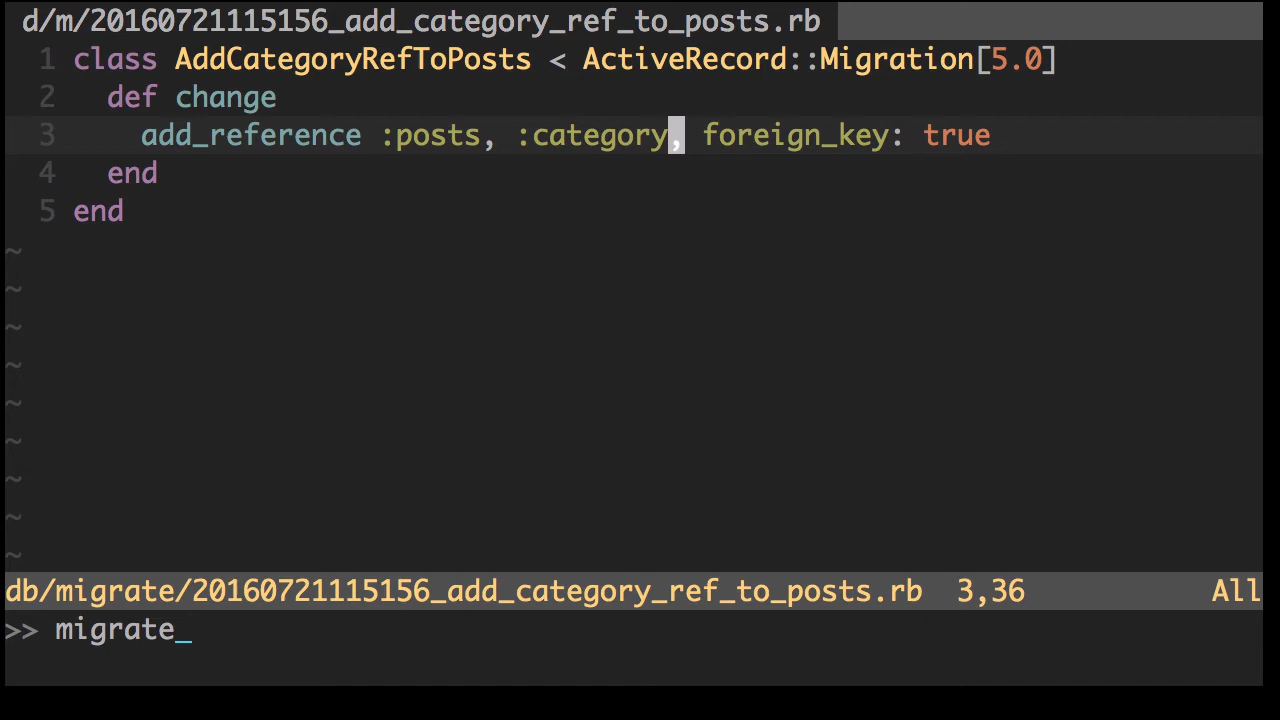 d/m/20160721115156_add_category_ref_to_posts.rb
1 class AddCategoryRefToPosts < ActiveRecord::Migration[5.0]
2   def change
3     add_reference :posts, :category, foreign_key: true
4   end
5 end
~
~
~
~
~
~
~
~
~
db/migrate/20160721115156_add_category_ref_to_posts.rb  3,36  All
>> migrate_